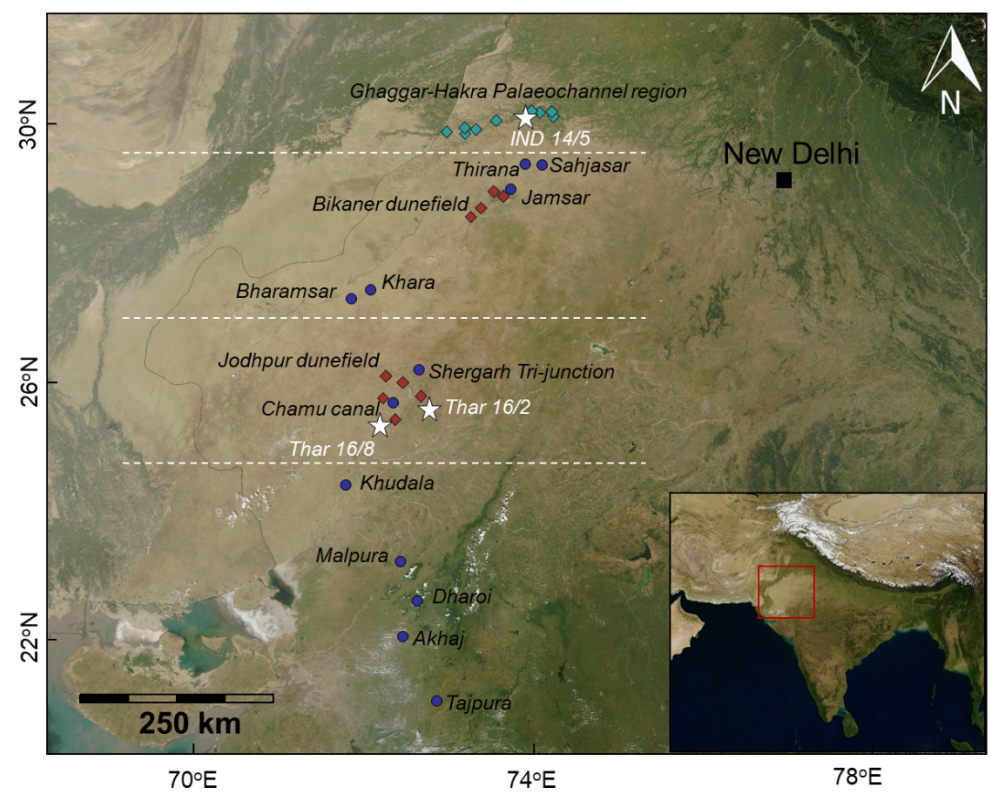 N
Ghaggar-Hakra Palaeochannel region
30°N
IND 14/5
New Delhi
Thirana
Sahjasar
Jamsar
Bikaner dunefield
Khara
Bharamsar
Jodhpur dunefield
Shergarh Tri-junction
26°N
Chamu canal
Thar 16/2
Thar 16/8
Khudala
Malpura
Dharoi
22°N
Akhaj
Tajpura
250 km
70°E
74°E
78°E